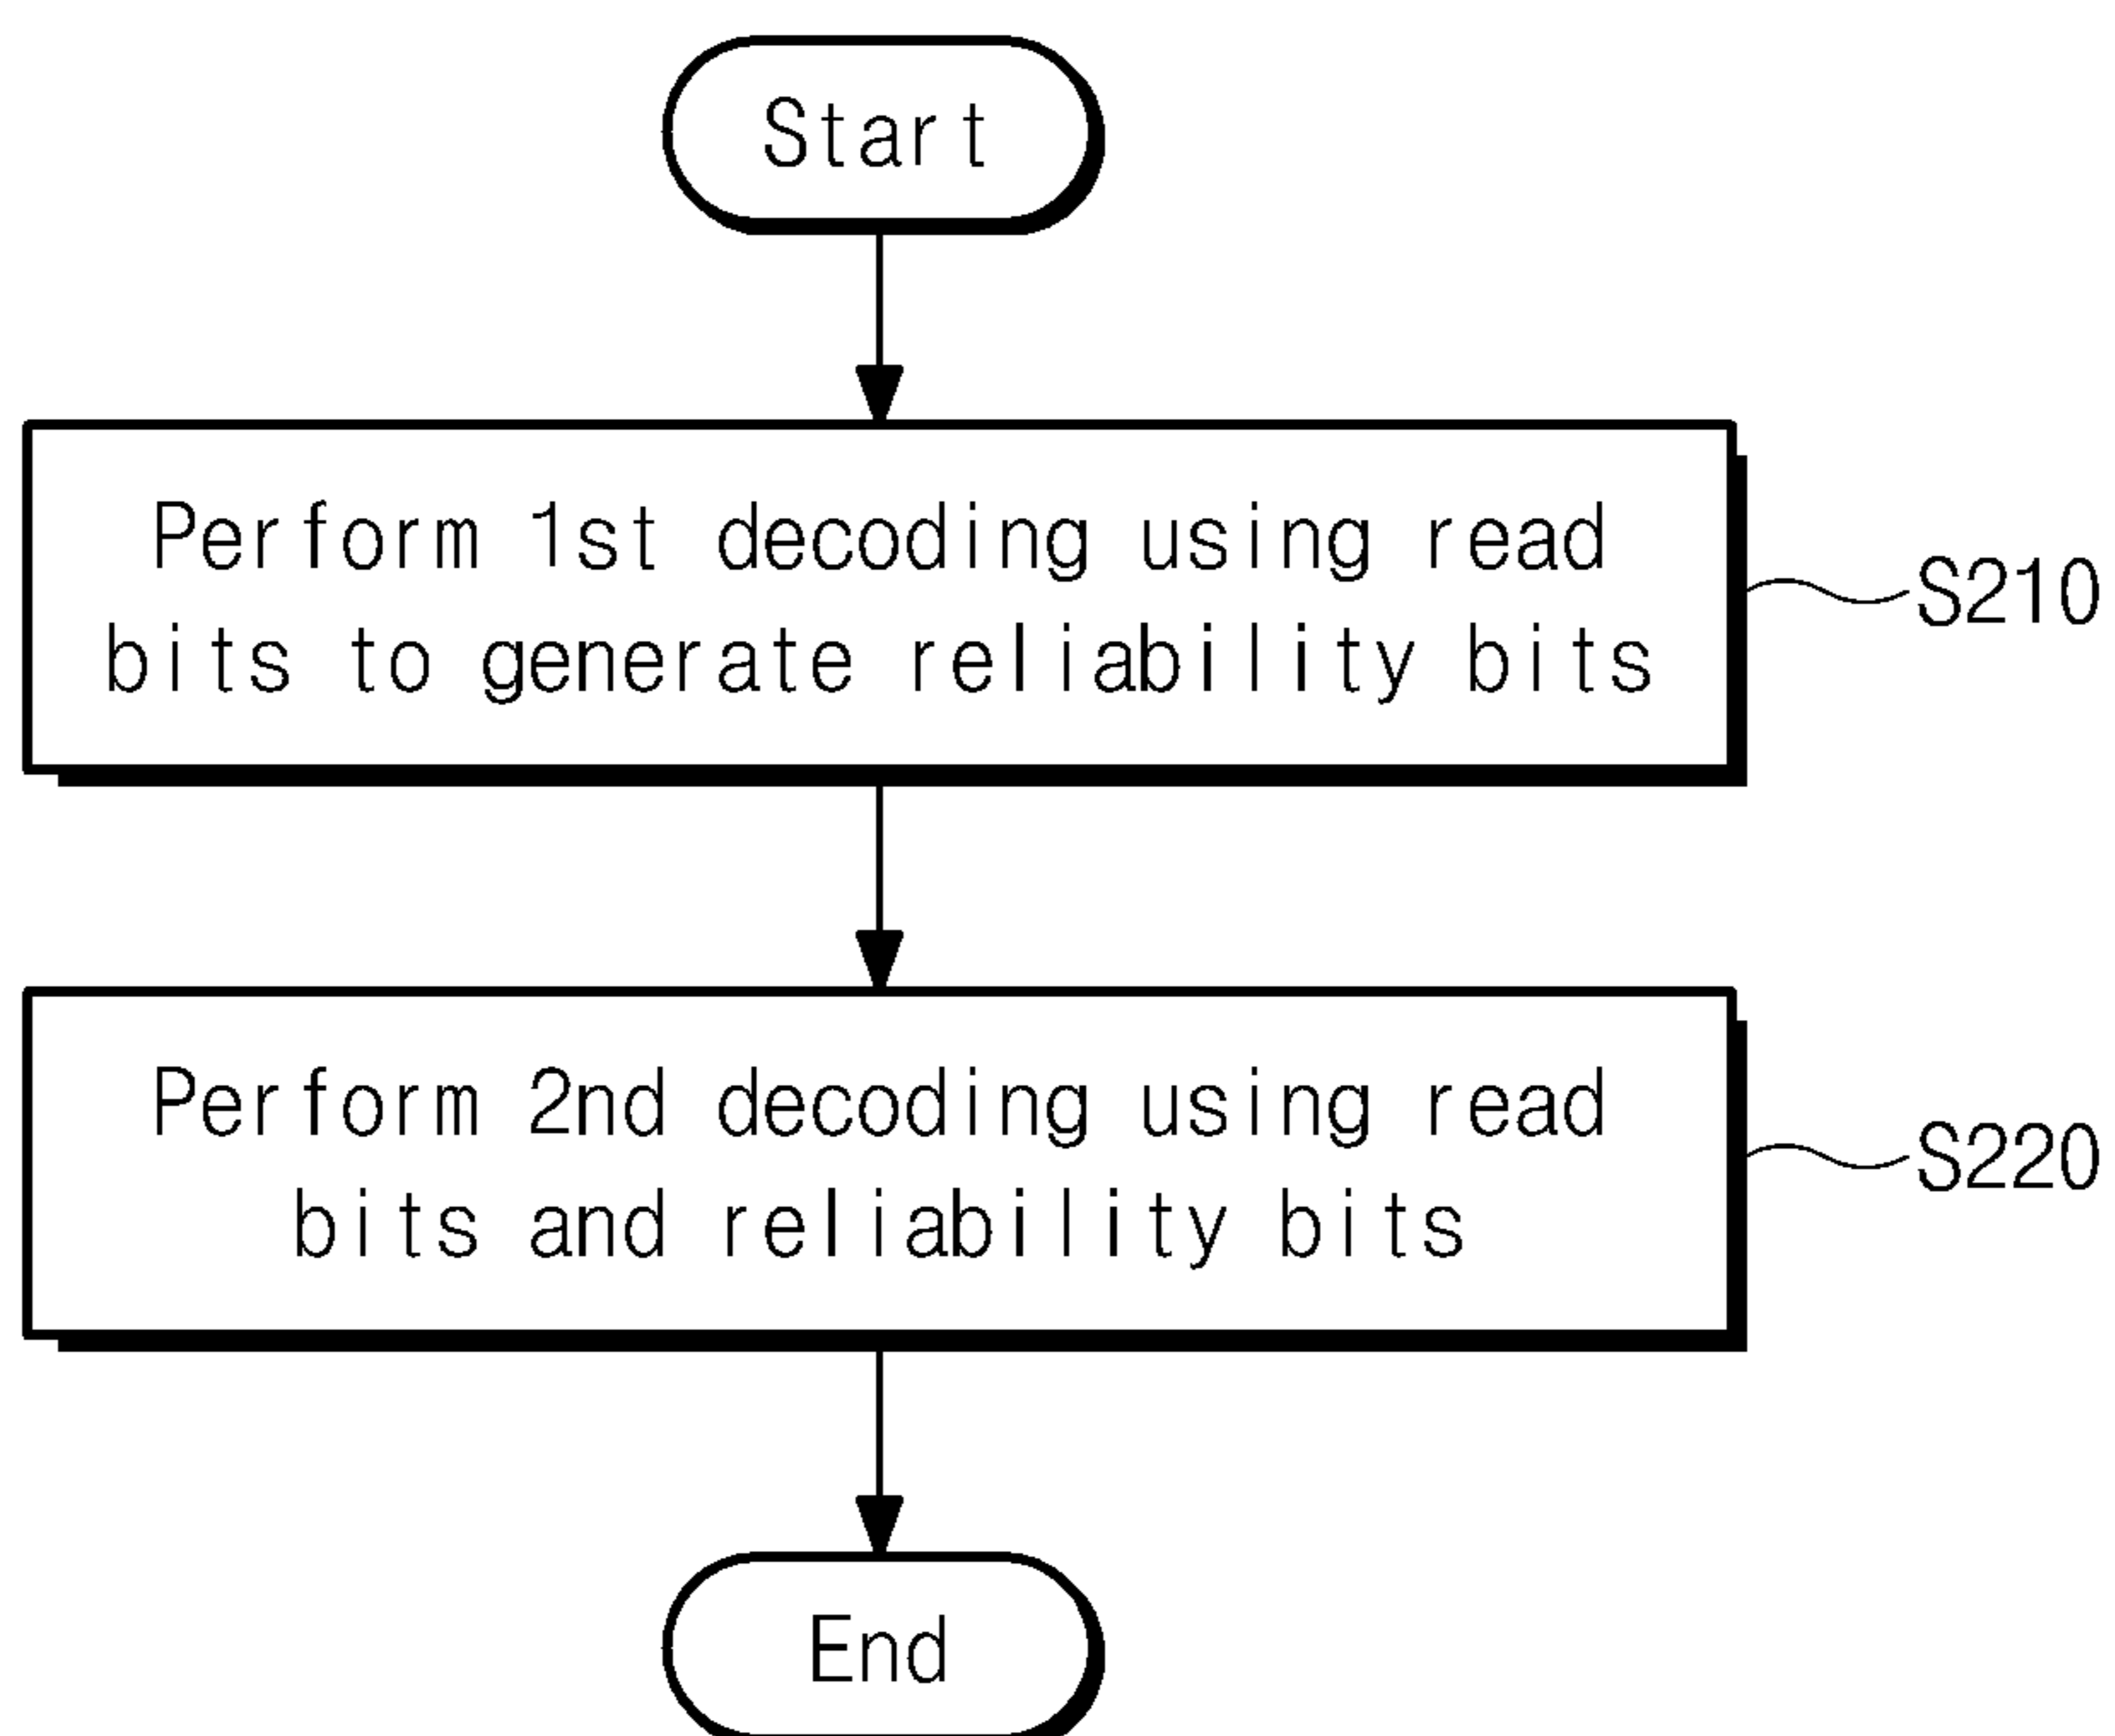 Start
Perform 1st decoding using read
bits to generate reliability bits
S210
Perform 2nd decoding using read
bits and reliability bits
S220
End